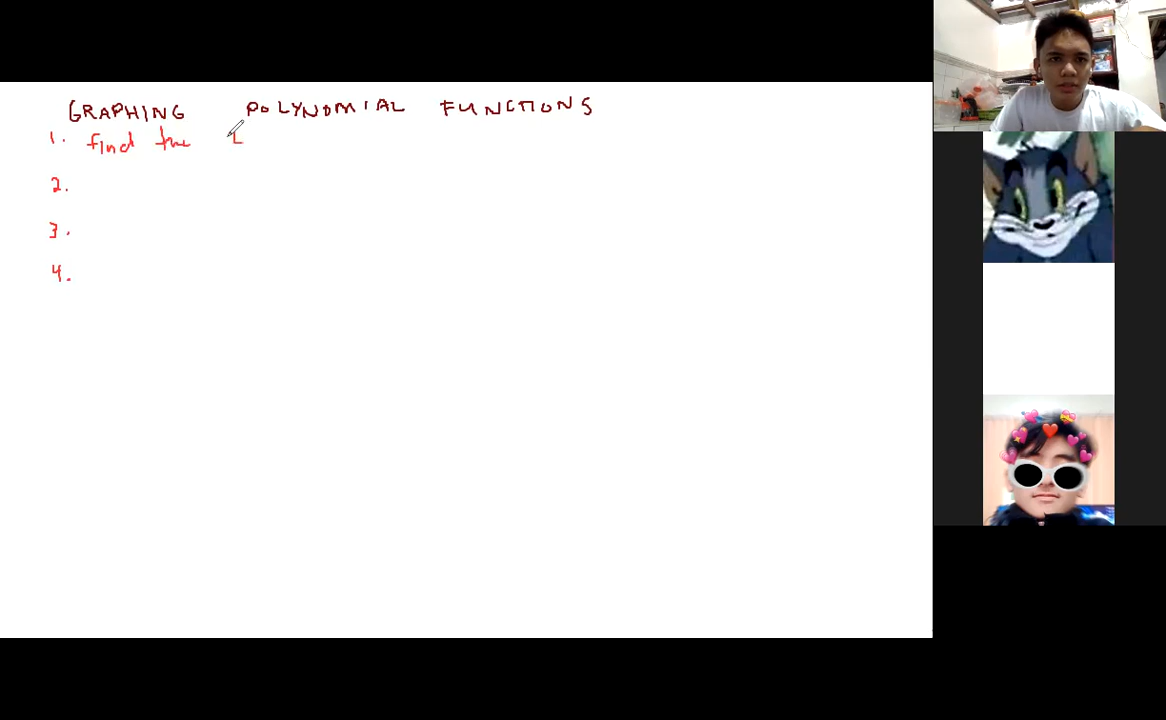 GRAPHING POLYNOMIAL FUNCTIONS
1. find the
2.
3.
4.